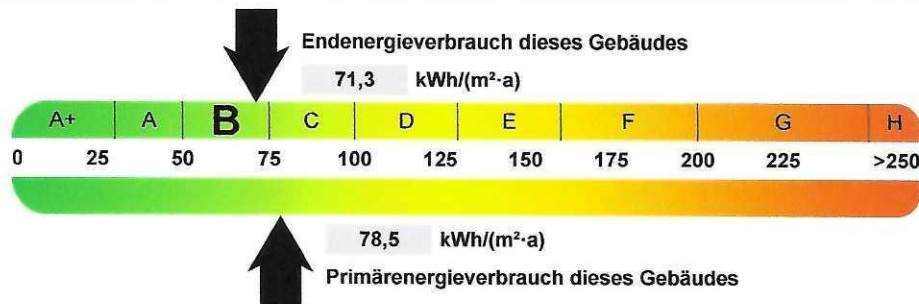 Endenergieverbrauch dieses Gebäudes
71,3 kWh/(m²·a)
A+ A B C D E F G H
0 25 50 75 100 125 150 175 200 225 >250
78,5 kWh/(m²·a)
Primärenergieverbrauch dieses Gebäudes